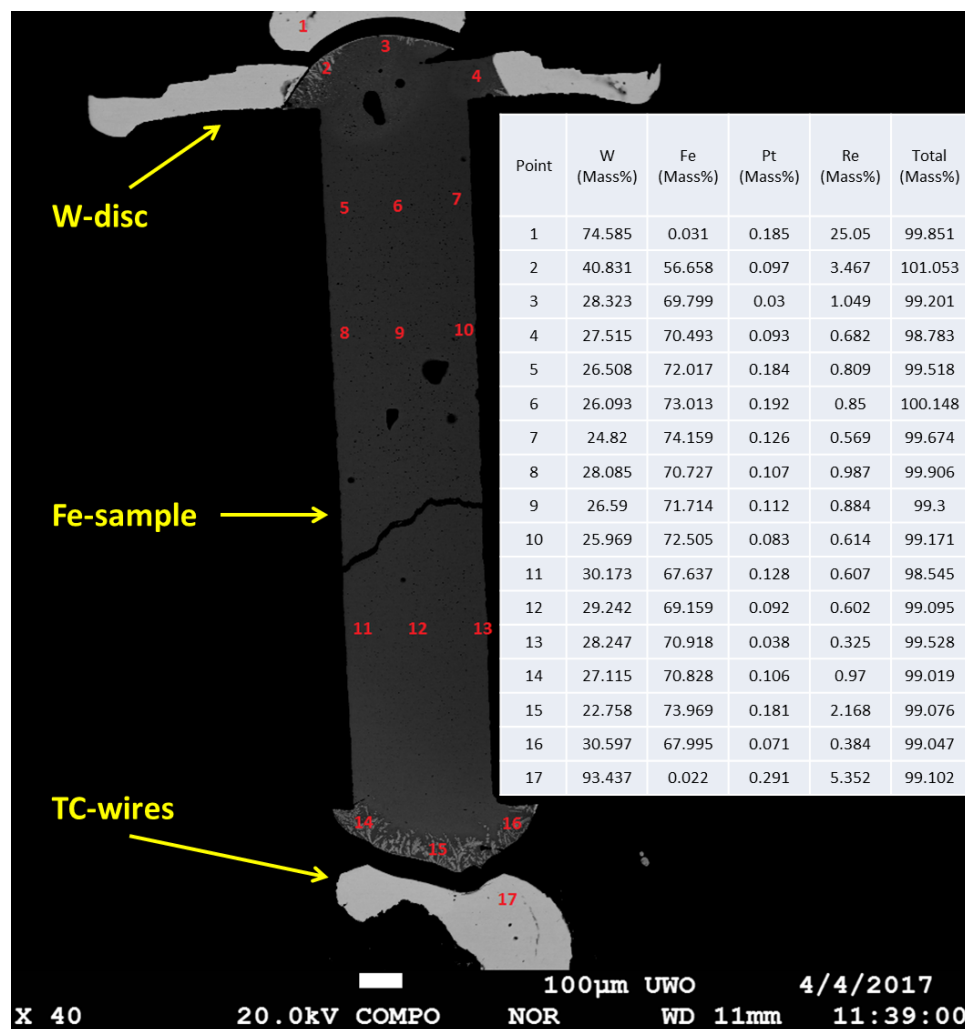 1
3
2
4
W-disc
5 6 7
8 9 10
Fe-sample
11 12 13
TC-wires
14 15 16
17
Point W (Mass%) Fe (Mass%) Pt (Mass%) Re (Mass%) Total (Mass%)
1 74.585 0.031 0.185 25.05 99.851
2 40.831 56.658 0.097 3.467 101.053
3 28.323 69.799 0.03 1.049 99.201
4 27.515 70.493 0.093 0.682 98.783
5 26.508 72.017 0.184 0.809 99.518
6 26.093 73.013 0.192 0.85 100.148
7 24.82 74.159 0.126 0.569 99.674
8 28.085 70.727 0.107 0.987 99.906
9 26.59 71.714 0.112 0.884 99.3
10 25.969 72.505 0.083 0.614 99.171
11 30.173 67.637 0.128 0.607 98.545
12 29.242 69.159 0.092 0.602 99.095
13 28.247 70.918 0.038 0.325 99.528
14 27.115 70.828 0.106 0.97 99.019
15 22.758 73.969 0.181 2.168 99.076
16 30.597 67.995 0.071 0.384 99.047
17 93.437 0.022 0.291 5.352 99.102
100µm UWO 4/4/2017
X 40 20.0kV COMPO NOR WD 11mm 11:39:00